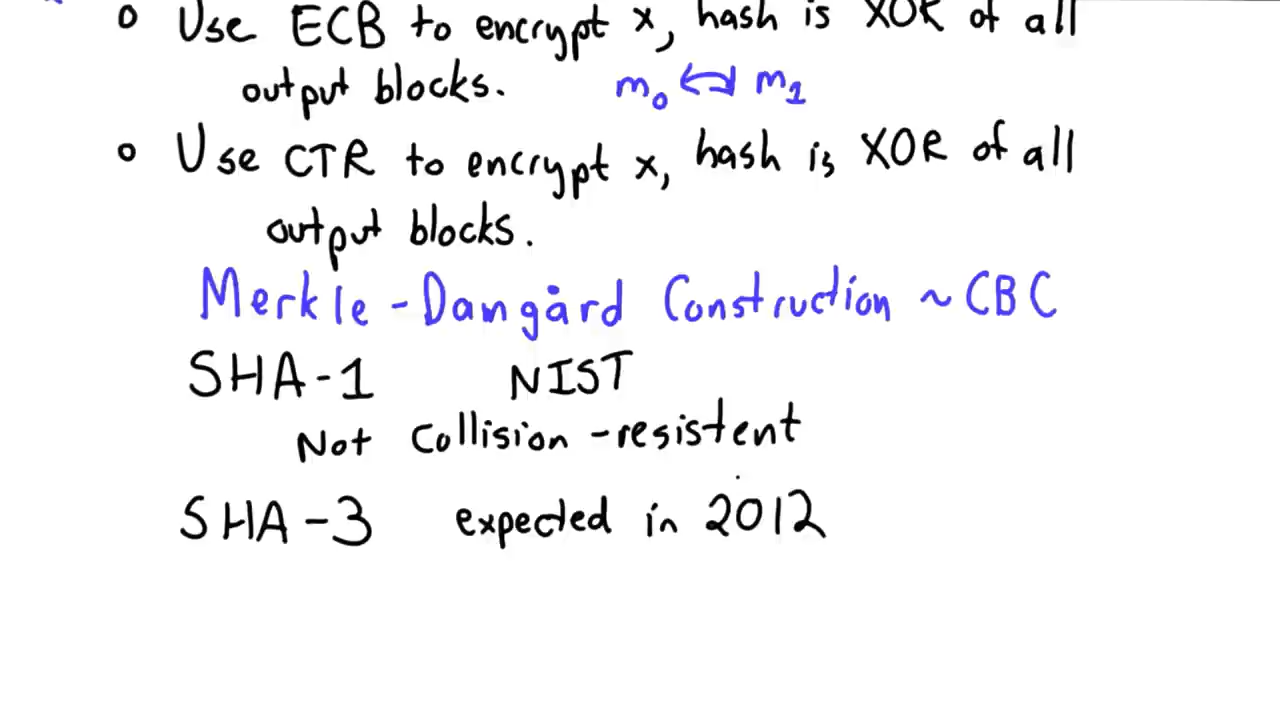 o Use ECB to encrypt x, hash is XOR of all
output blocks. m₀ ↔ m₁
o Use CTR to encrypt x, hash is XOR of all
output blocks.
Merkle-Damgård Construction ~ CBC
SHA-1 NIST
Not Collision-resistent
SHA-3 expected in 2012